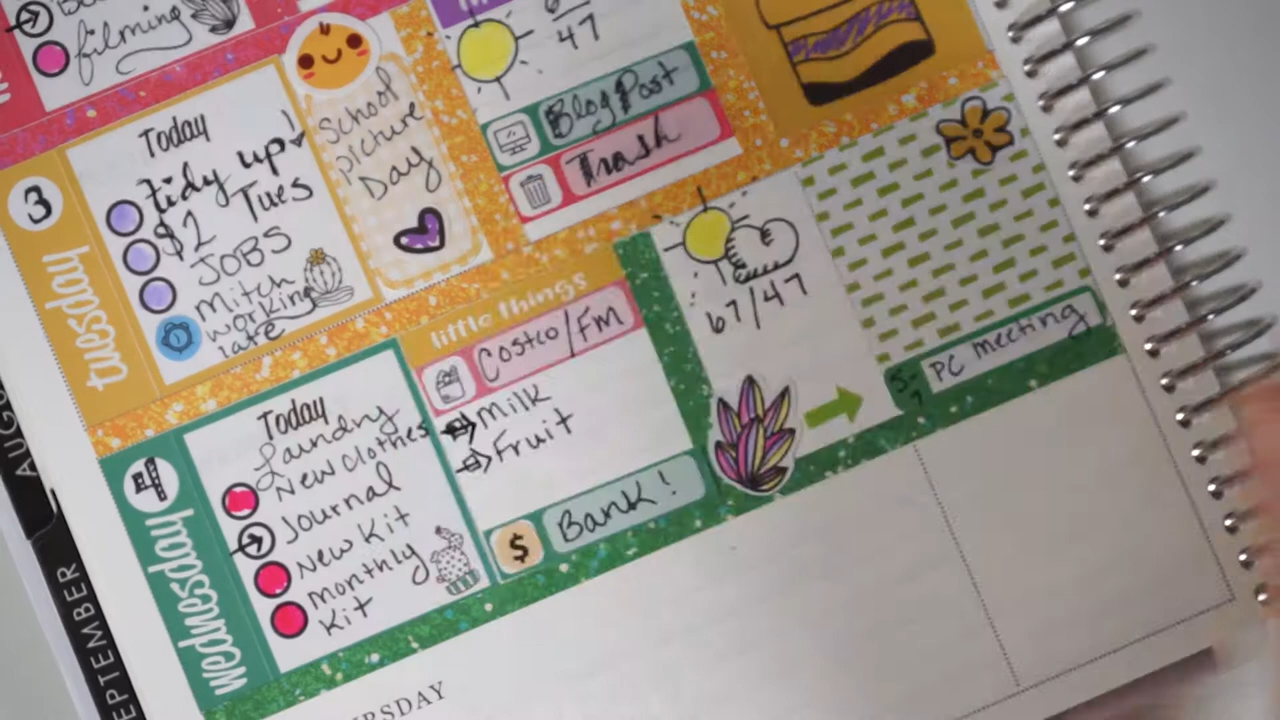 filming
6/47
Blog Post
Trash
3
Tuesday
Today
tidy up!
$2 Tues
JOBS
Mitch
working
late
School
picture
Day
little things
Costco/FM
Milk
Fruit
$
Bank!
67/47
PC Meeting
4
Wednesday
Today
Laundry
New Clothes
Journal
New Kit
Monthly
Kit
SEPTEMBER